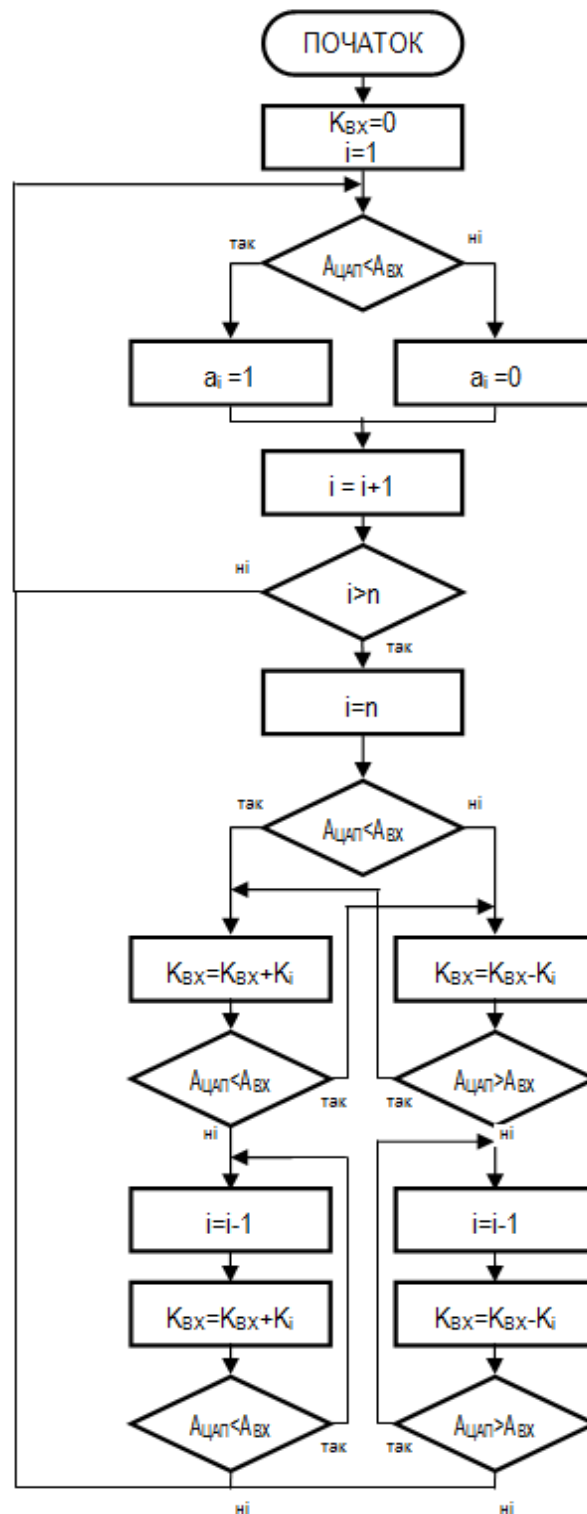 ПОЧАТОК
KВХ=0
i=1
так
ні
AЦАП<AВХ
ai =1
ai =0
i = i+1
ні
i>n
так
i=n
так
ні
AЦАП<AВХ
KВХ=KВХ+Ki
KВХ=KВХ-Ki
AЦАП<AВХ
AЦАП>AВХ
так
так
ні
ні
i=i-1
i=i-1
KВХ=KВХ+Ki
KВХ=KВХ-Ki
AЦАП<AВХ
AЦАП>AВХ
так
так
ні
ні